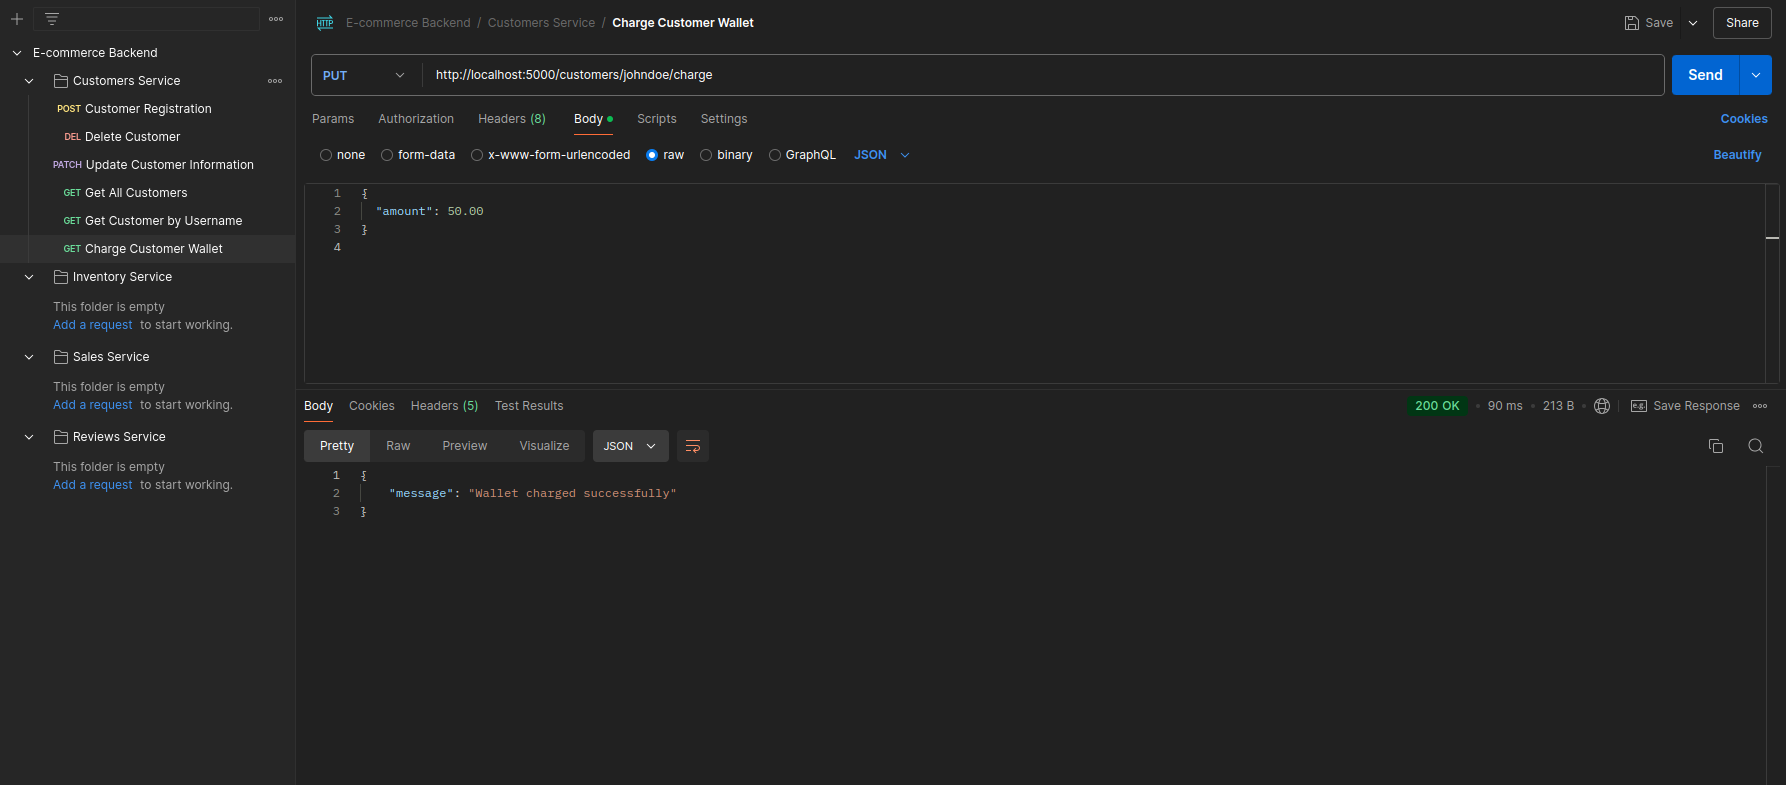 E-commerce Backend
Customers Service
POST Customer Registration
DEL Delete Customer
PATCH Update Customer Information
GET Get All Customers
GET Get Customer by Username
GET Charge Customer Wallet
Inventory Service
This folder is empty
Add a request to start working.
Sales Service
This folder is empty
Add a request to start working.
Reviews Service
This folder is empty
Add a request to start working.
HTTP E-commerce Backend / Customers Service / Charge Customer Wallet
Save
Share
PUT http://localhost:5000/customers/johndoe/charge
Send
Params Authorization Headers (8) Body Scripts Settings Cookies
none form-data x-www-form-urlencoded raw binary GraphQL JSON Beautify
1 {
2 "amount": 50.00
3 }
4
Body Cookies Headers (5) Test Results 200 OK 90 ms 213 B e.g. Save Response
Pretty Raw Preview Visualize JSON
1 {
2 "message": "Wallet charged successfully"
3 }